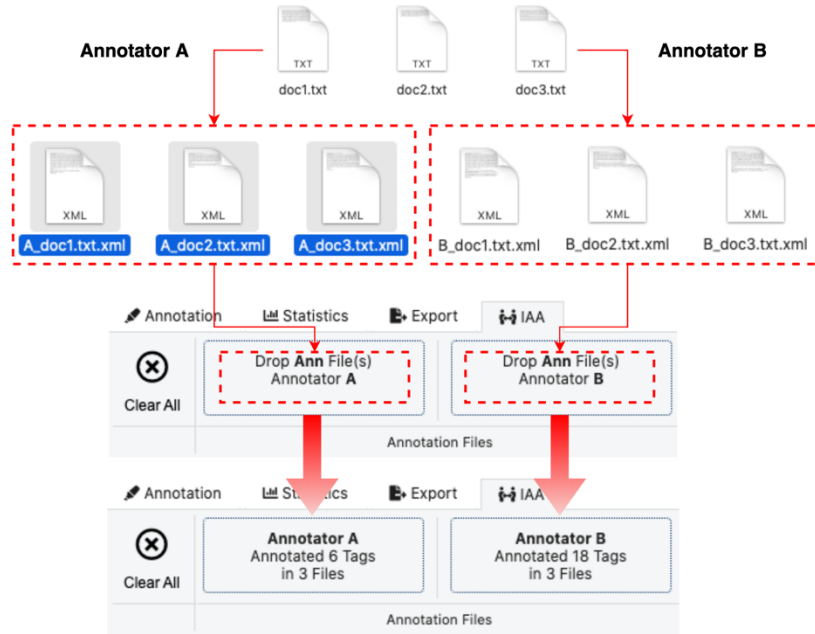 Annotator A
Annotator B
TXT
TXT
TXT
doc1.txt
doc2.txt
doc3.txt
XML
XML
XML
XML
XML
XML
A_doc1.txt.xml
A_doc2.txt.xml
A_doc3.txt.xml
B_doc1.txt.xml
B_doc2.txt.xml
B_doc3.txt.xml
Annotation
Statistics
Export
IAA
Clear All
Drop Ann File(s)
Annotator A
Drop Ann File(s)
Annotator B
Annotation Files
Annotation
Export
IAA
Clear All
Annotator A
Annotated 6 Tags
in 3 Files
Annotator B
Annotated 18 Tags
in 3 Files
Annotation Files